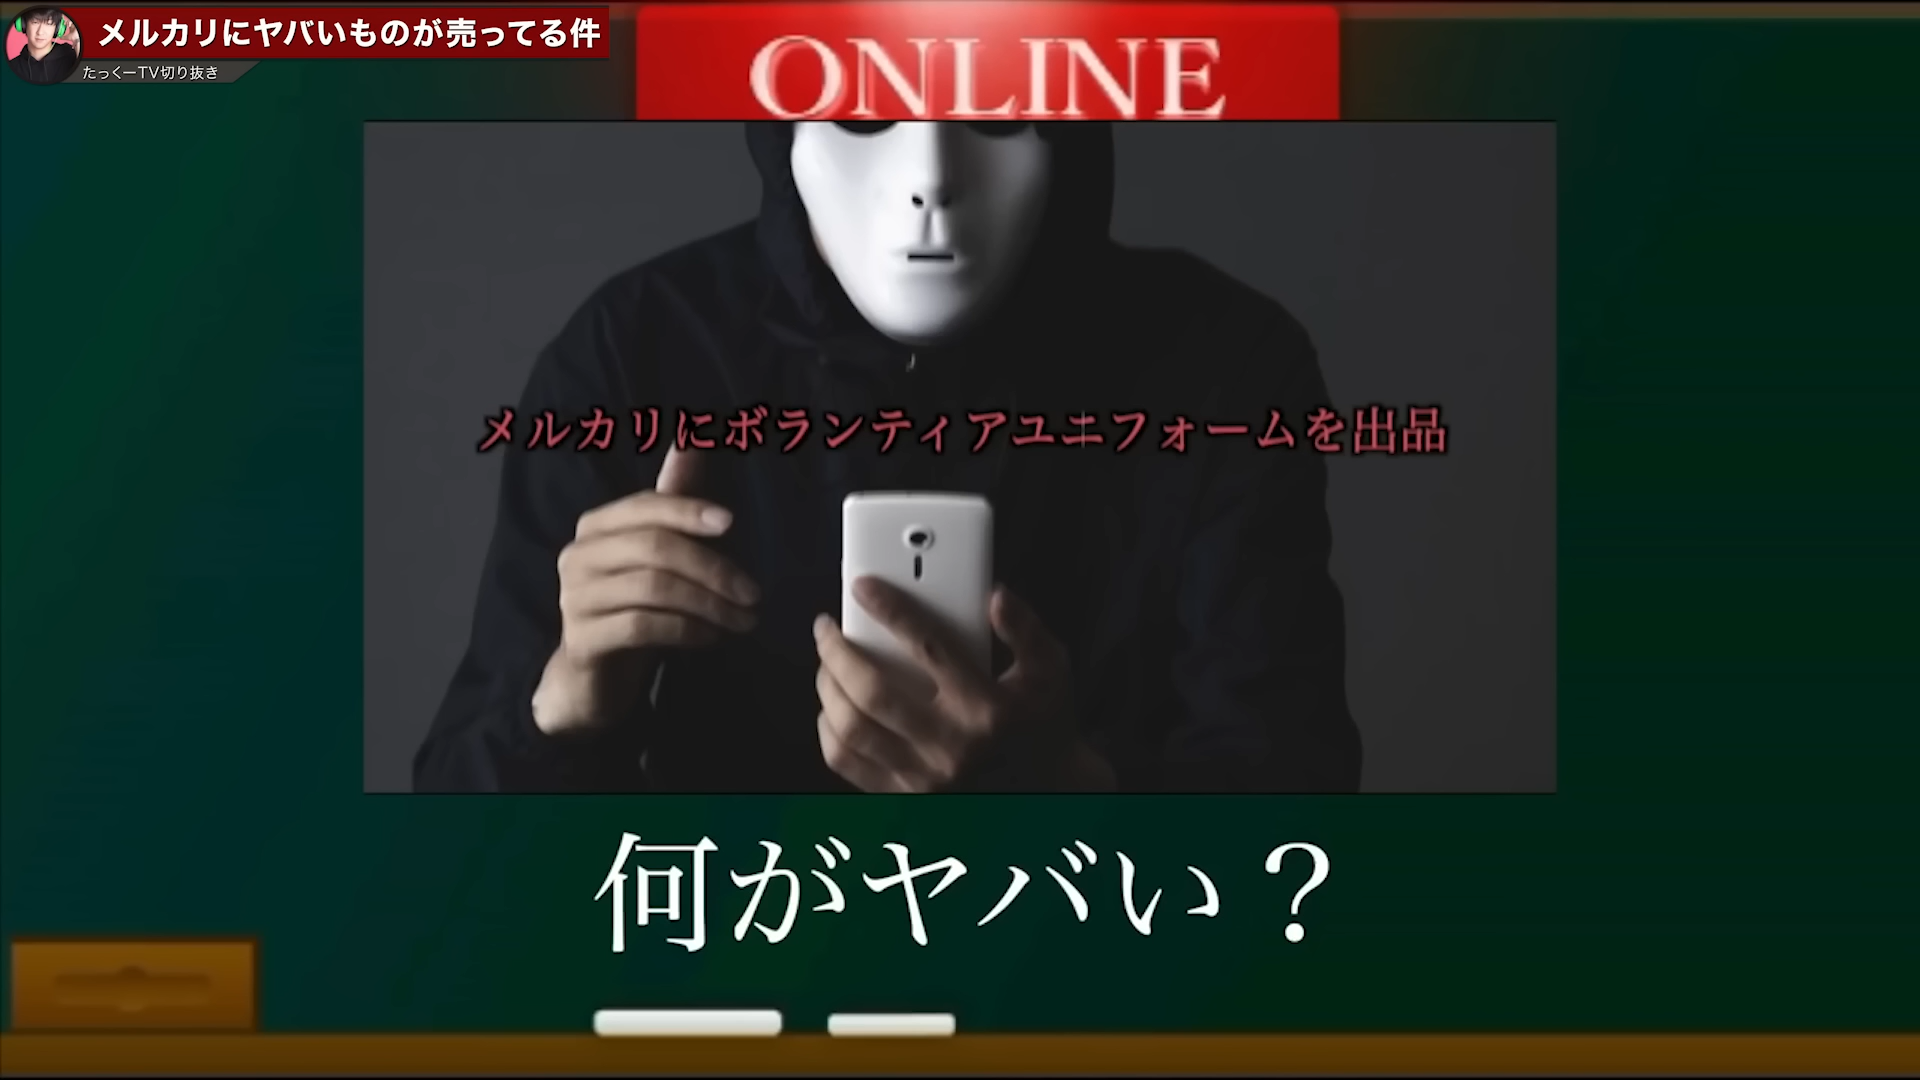 メルカリにヤバいものが売ってる件
たっくーTV切り抜き
ONLINE
メルカリにボランティアユニフォームを出品
何がヤバい？